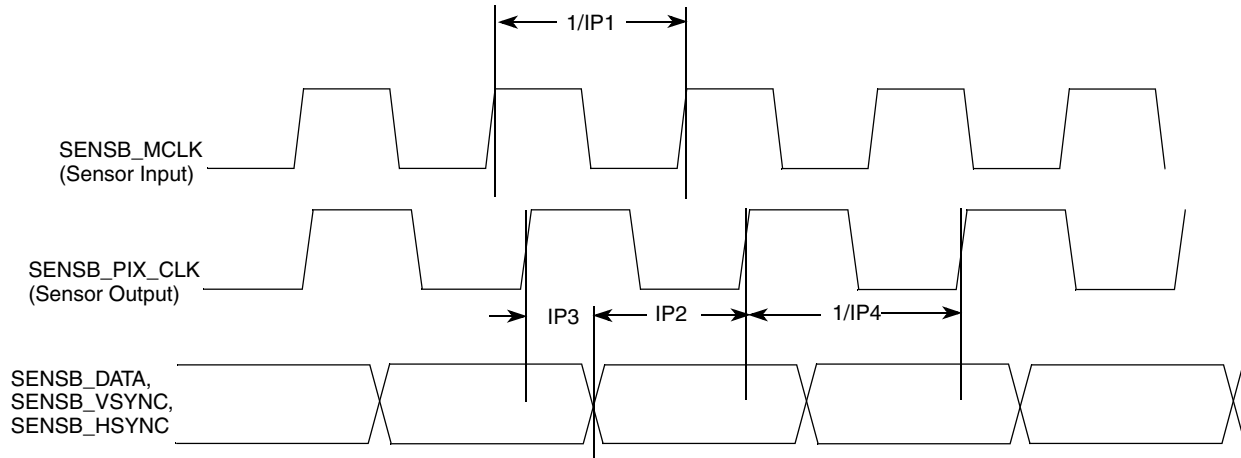 1/IP1
SENSB_MCLK
(Sensor Input)
SENSB_PIX_CLK
(Sensor Output)
IP3 IP2 1/IP4
SENSB_DATA,
SENSB_VSYNC,
SENSB_HSYNC